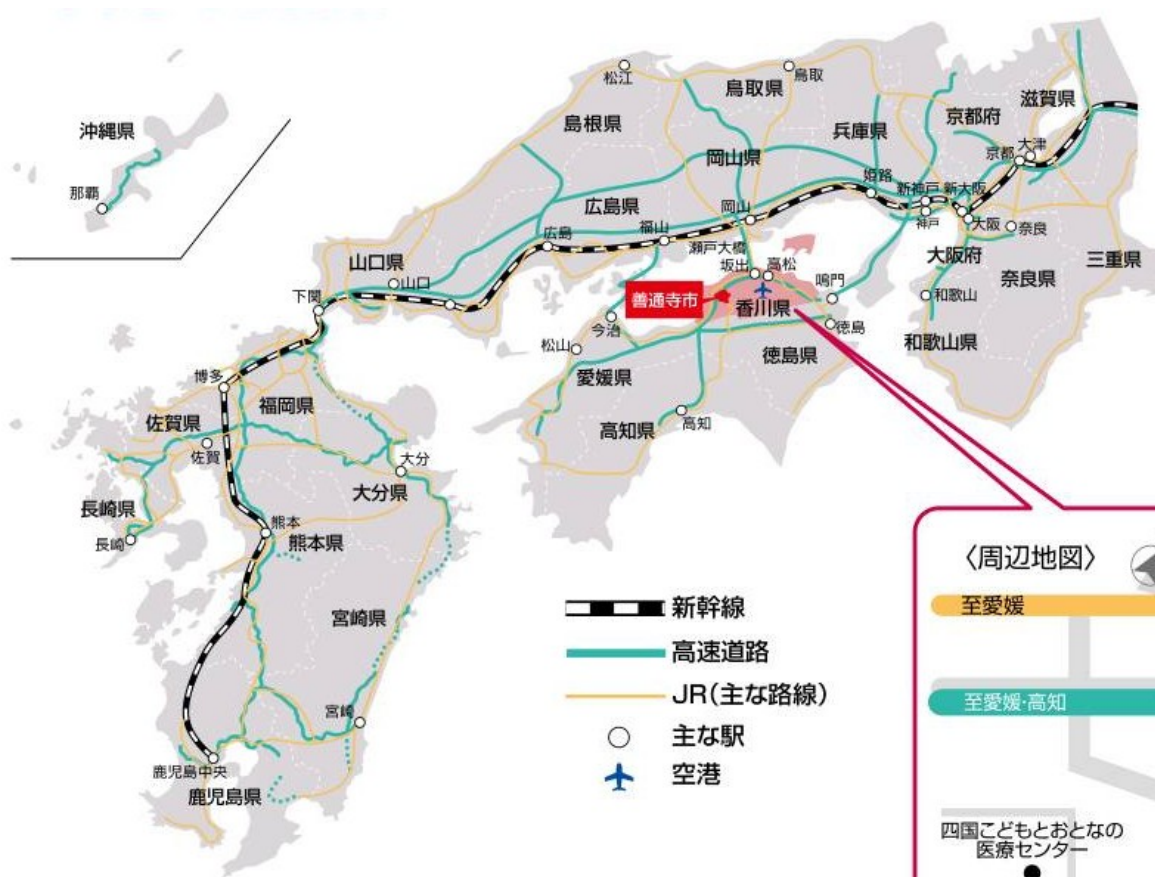 沖縄県
那覇
松江
鳥取
鳥取県
島根県
兵庫県
京都府
滋賀県
岡山県
京都
大津
姫路
新神戸
新大阪
広島県
岡山
神戸
大阪
奈良
広島
福山
瀬戸大橋
大阪府
三重県
山口県
坂出
高松
奈良県
山口
鳴門
下関
善通寺市
香川県
和歌山
今治
徳島
松山
徳島県
和歌山県
博多
愛媛県
福岡県
佐賀県
高知県
高知
佐賀
大分
大分県
長崎県
熊本
長崎
熊本県
宮崎県
宮崎
鹿児島中央
鹿児島県
新幹線
高速道路
JR(主な路線)
主な駅
空港
〈周辺地図〉
至愛媛
至愛媛・高知
四国こどもとおとなの
医療センター